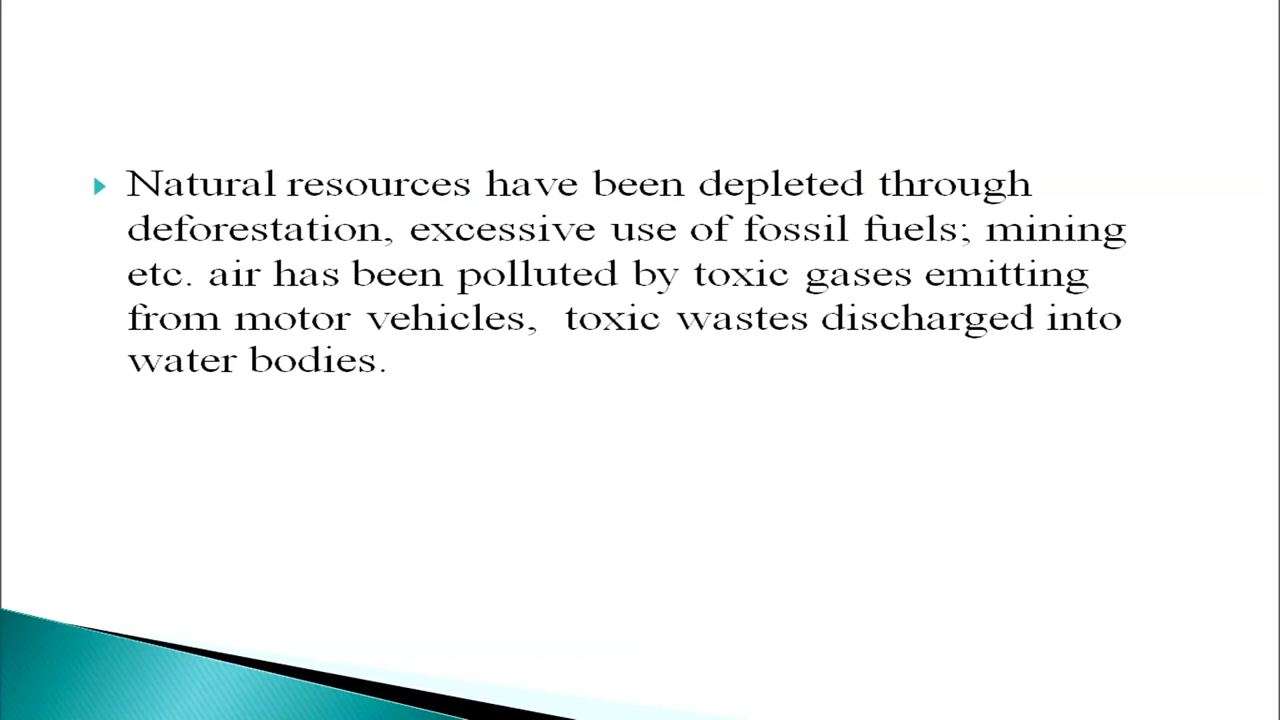 Natural resources have been depleted through
deforestation, excessive use of fossil fuels; mining
etc. air has been polluted by toxic gases emitting
from motor vehicles,  toxic wastes discharged into
water bodies.